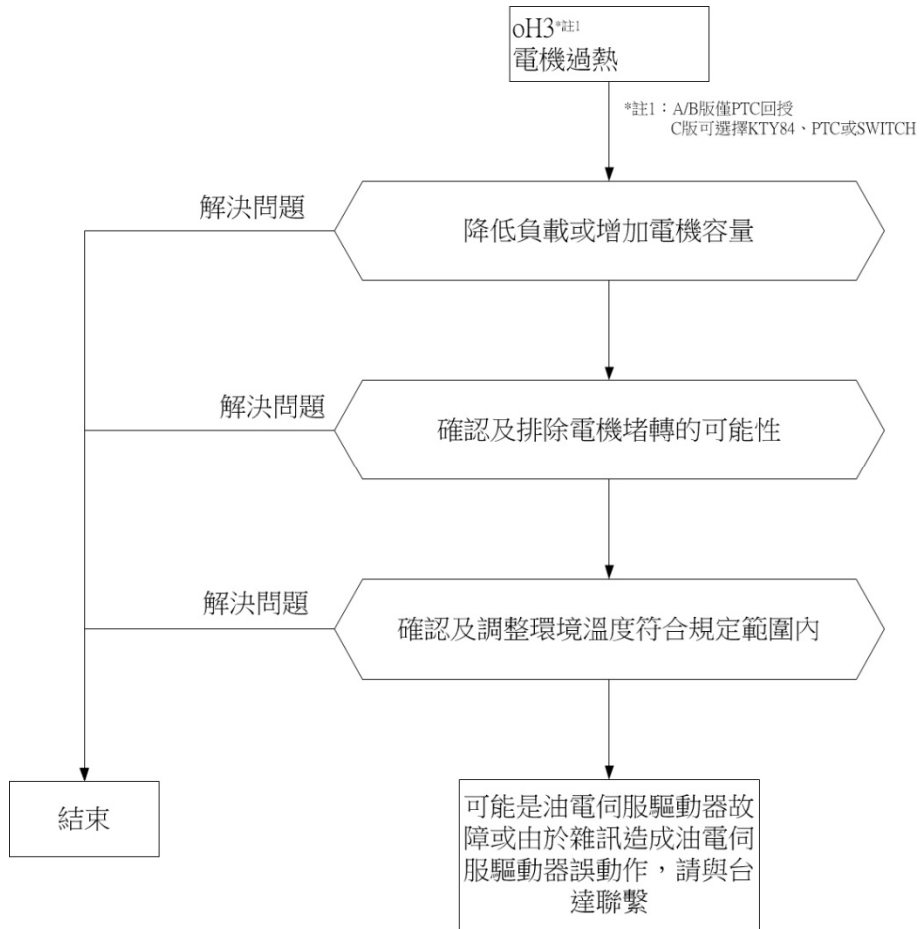 oH3*註1
電機過熱
*註1：A/B版僅PTC回授
C版可選擇KTY84、PTC或SWITCH
解決問題
降低負載或增加電機容量
解決問題
確認及排除電機堵轉的可能性
解決問題
確認及調整環境溫度符合規定範圍內
結束
可能是油電伺服驅動器故
障或由於雜訊造成油電伺
服驅動器誤動作，請與台
達聯繫